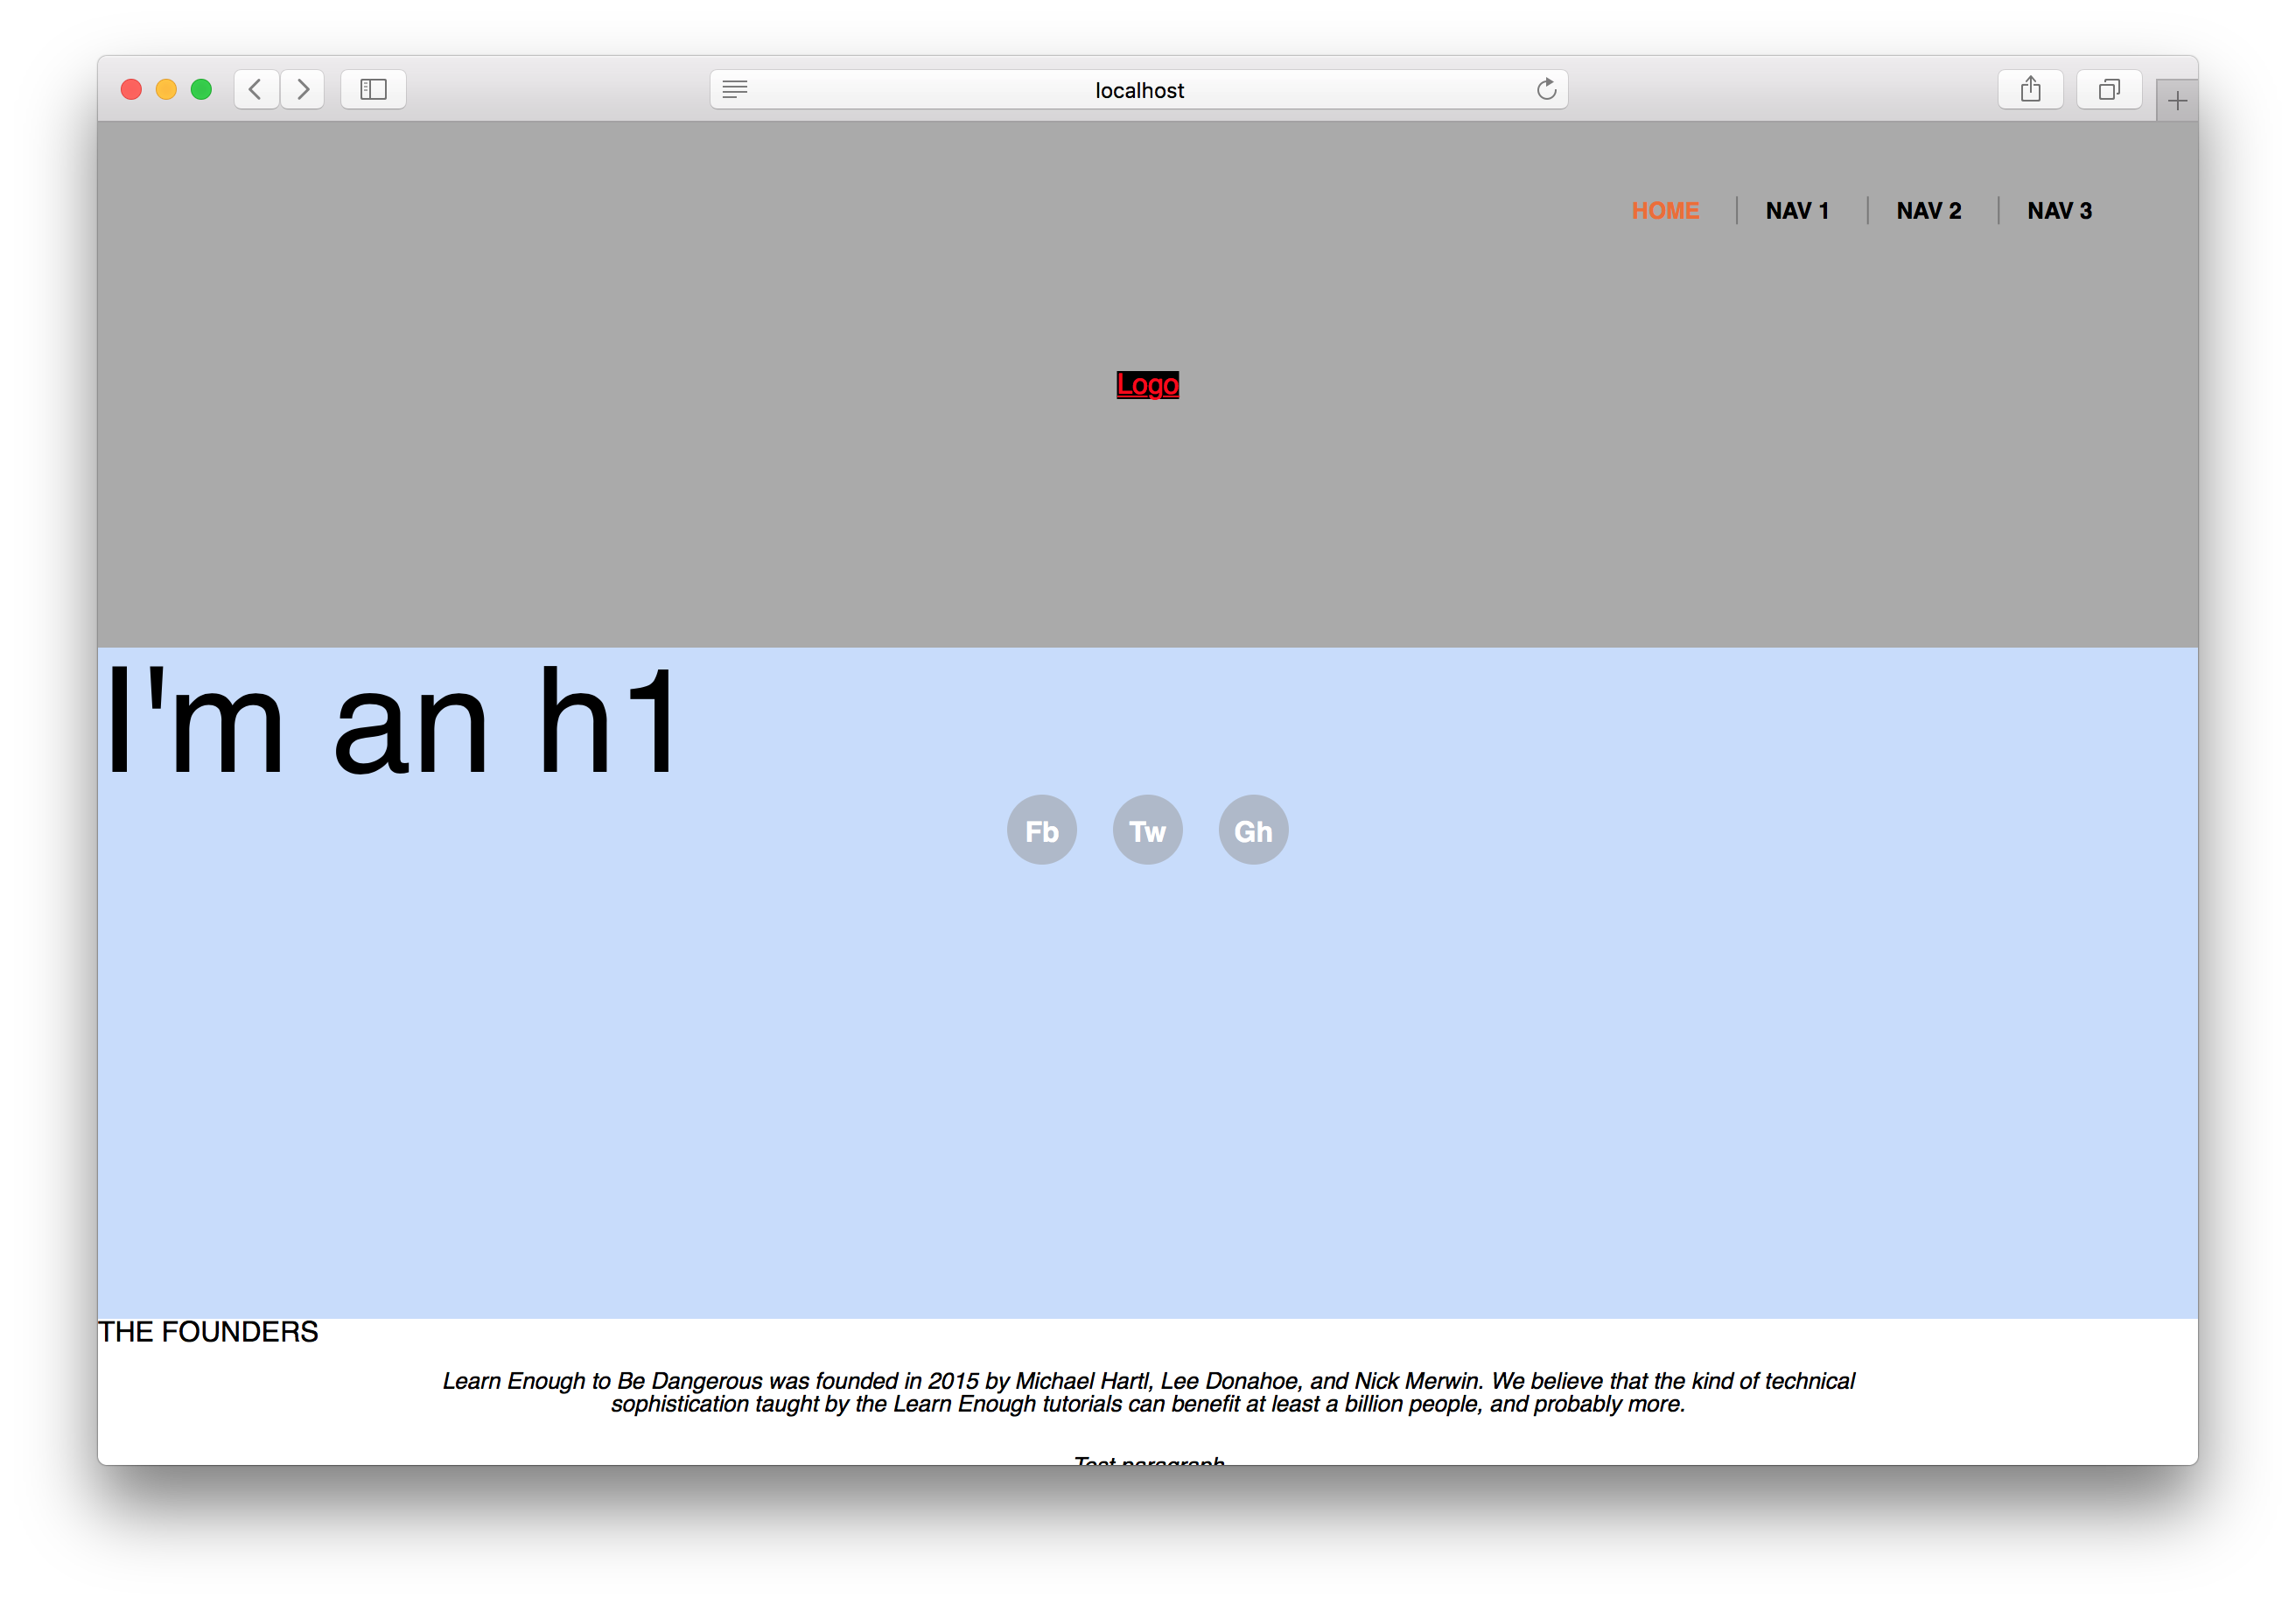 localhost
HOME NAV 1 NAV 2 NAV 3
Logo
I'm an h1
Fb Tw Gh
THE FOUNDERS
Learn Enough to Be Dangerous was founded in 2015 by Michael Hartl, Lee Donahoe, and Nick Merwin. We believe that the kind of technical
sophistication taught by the Learn Enough tutorials can benefit at least a billion people, and probably more.
Test paragraph